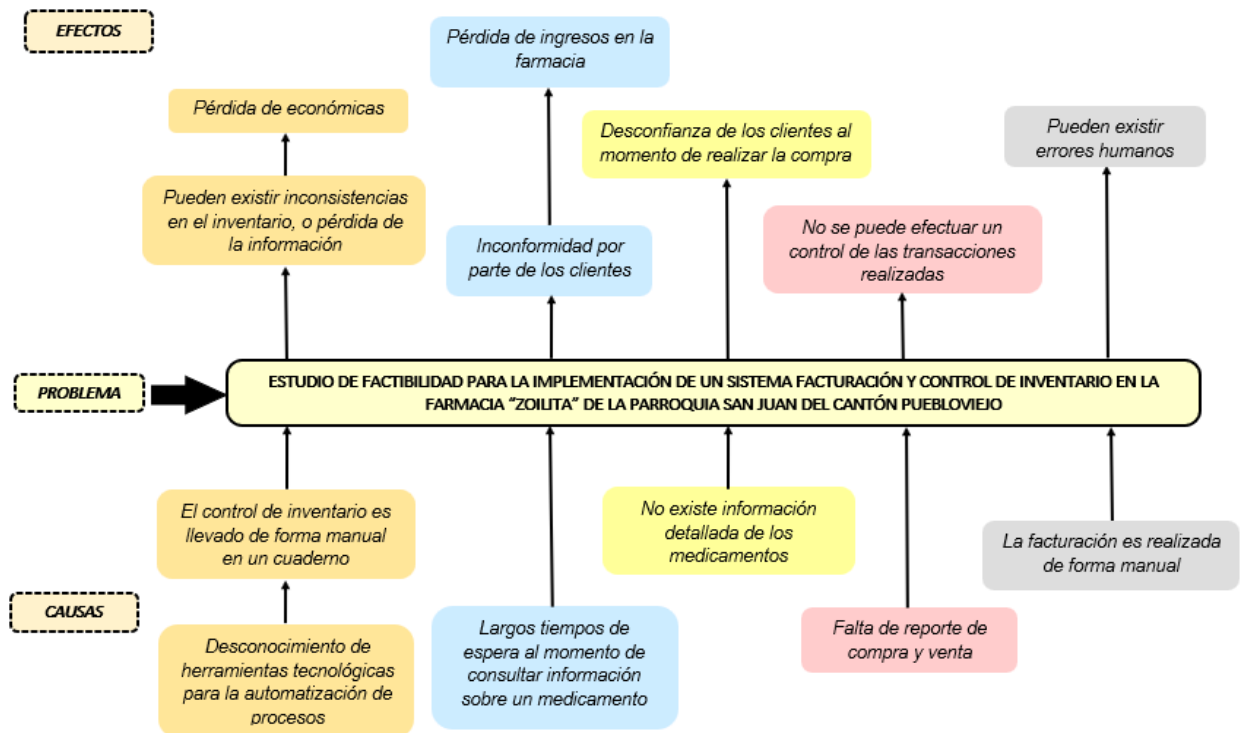 EFECTOS
Pérdida de ingresos en la
farmacia
Pérdida de económicas
Desconfianza de los clientes al
momento de realizar la compra
Pueden existir
errores humanos
Pueden existir inconsistencias
en el inventario, o pérdida de
la información
Inconformidad por
parte de los clientes
No se puede efectuar un
control de las transacciones
realizadas
PROBLEMA
ESTUDIO DE FACTIBILIDAD PARA LA IMPLEMENTACIÓN DE UN SISTEMA FACTURACIÓN Y CONTROL DE INVENTARIO EN LA
FARMACIA “ZOILITA” DE LA PARROQUIA SAN JUAN DEL CANTÓN PUEBLOVIEJO
El control de inventario es
llevado de forma manual
en un cuaderno
No existe información
detallada de los
medicamentos
La facturación es realizada
de forma manual
CAUSAS
Desconocimiento de
herramientas tecnológicas
para la automatización de
procesos
Largos tiempos de
espera al momento de
consultar información
sobre un medicamento
Falta de reporte de
compra y venta